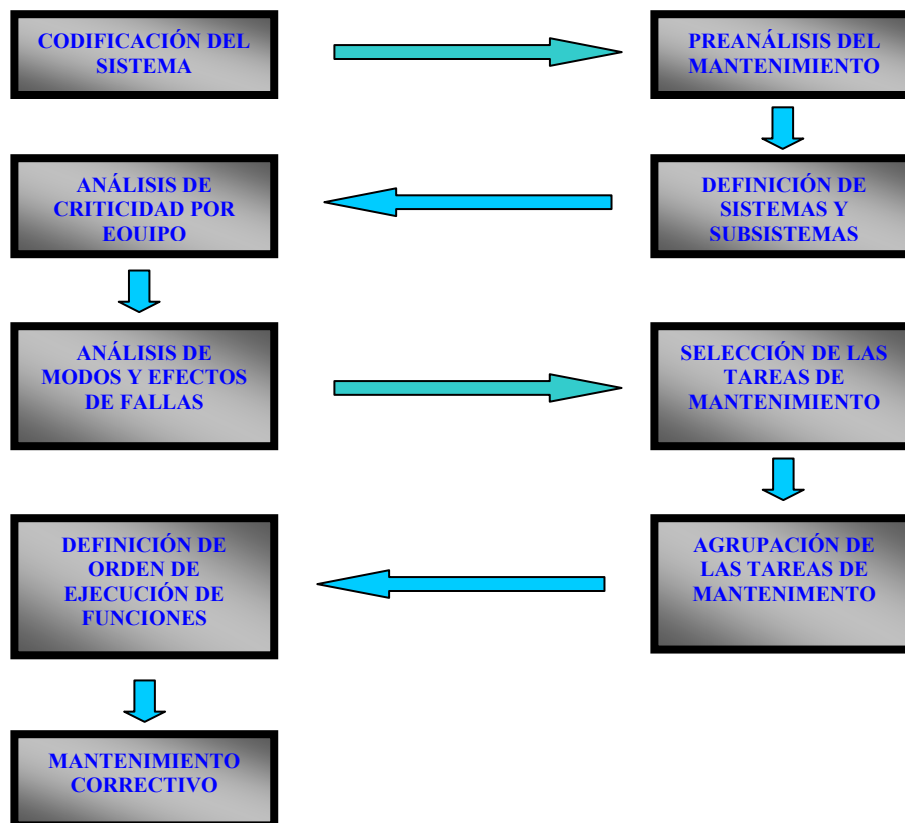 CODIFICACIÓN DEL
SISTEMA
PREANÁLISIS DEL
MANTENIMIENTO
DEFINICIÓN DE
SISTEMAS Y
SUBSISTEMAS
ANÁLISIS DE
CRITICIDAD POR
EQUIPO
ANÁLISIS DE
MODOS Y EFECTOS
DE FALLAS
SELECCIÓN DE LAS
TAREAS DE
MANTENIMIENTO
AGRUPACIÓN DE
LAS TAREAS DE
MANTENIMENTO
DEFINICIÓN DE
ORDEN DE
EJECUCIÓN DE
FUNCIONES
MANTENIMIENTO
CORRECTIVO